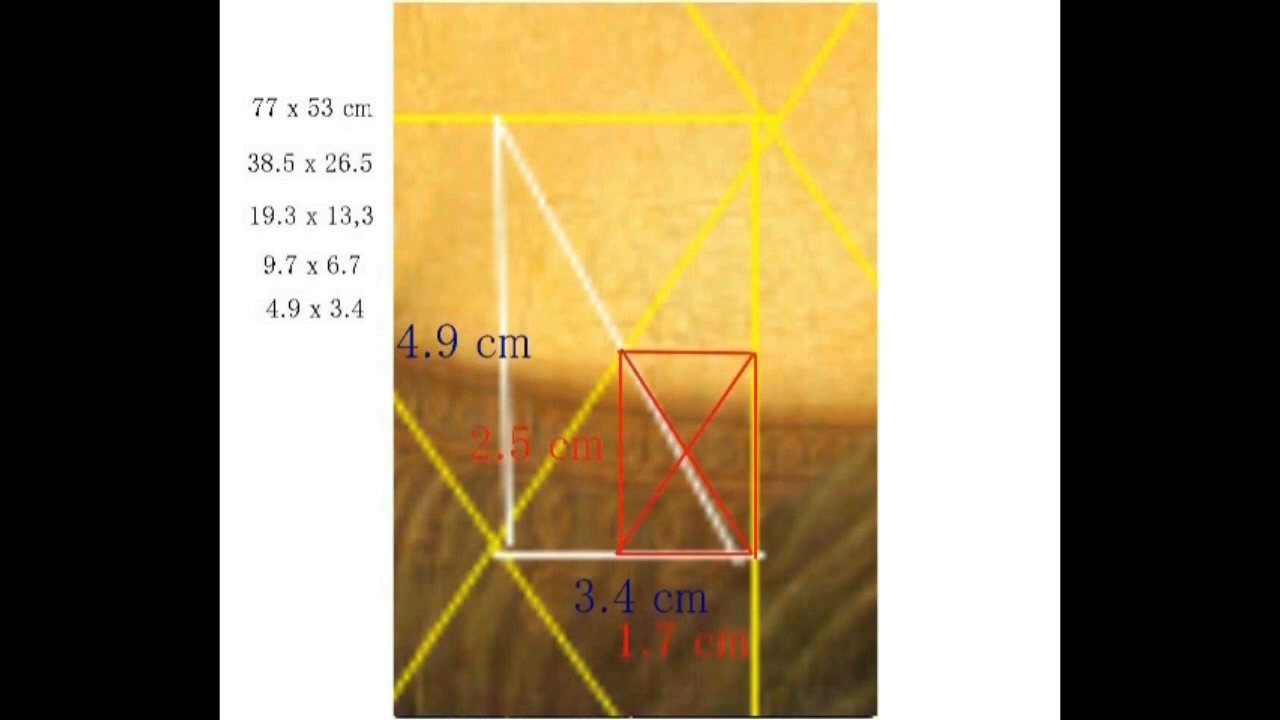 77 x 53 cm
38.5 x 26.5
19.3 x 13,3
9.7 x 6.7
4.9 x 3.4
4.9 cm
2.5 cm
3.4 cm
1.7 cm